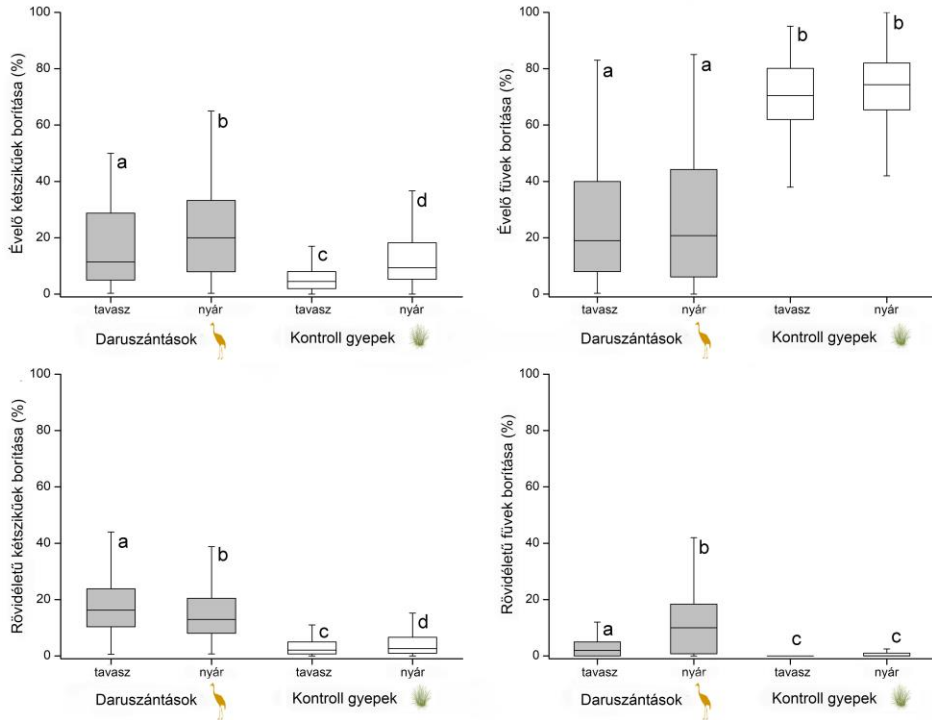 Évelő kétszikűek borítása (%)
100
80
60
40
20
0
a
b
c
d
tavasz
nyár
tavasz
nyár
Daruszántások
Kontroll gyepek
Évelő füvek borítása (%)
100
80
60
40
20
0
a
a
b
b
tavasz
nyár
tavasz
nyár
Daruszántások
Kontroll gyepek
Rövidéletű kétszikűek borítása (%)
100
80
60
40
20
0
a
b
c
d
tavasz
nyár
tavasz
nyár
Daruszántások
Kontroll gyepek
Rövidéletű füvek borítása (%)
100
80
60
40
20
0
a
b
c
c
tavasz
nyár
tavasz
nyár
Daruszántások
Kontroll gyepek